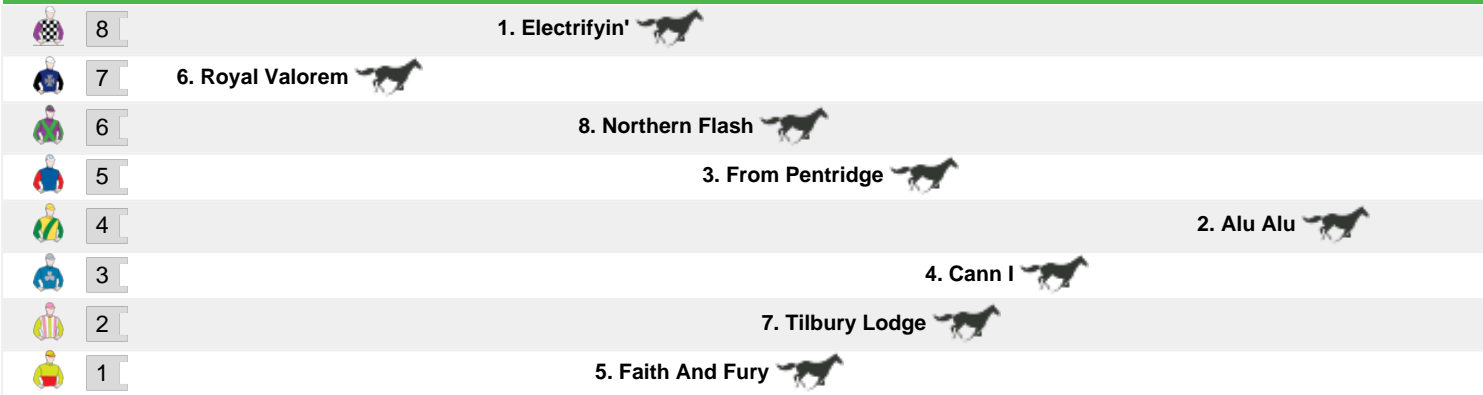 8 1. Electrifyin'
7 6. Royal Valorem
6 8. Northern Flash
5 3. From Pentridge
4 2. Alu Alu
3 4. Cann I
2 7. Tilbury Lodge
1 5. Faith And Fury